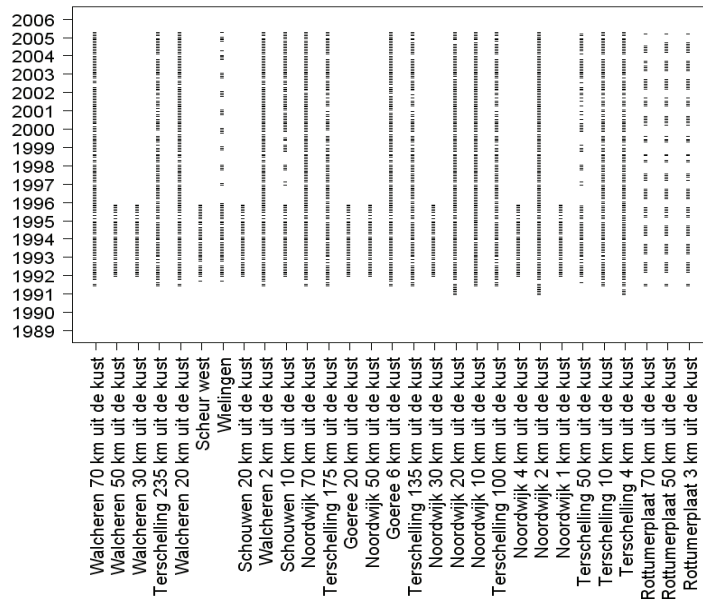 2006
2005
2004
2003
2002
2001
2000
1999
1998
1997
1996
1995
1994
1993
1992
1991
1990
1989
Walcheren 70 km uit de kust
Walcheren 50 km uit de kust
Walcheren 30 km uit de kust
Terschelling 235 km uit de kust
Walcheren 20 km uit de kust
Scheur west
Wielingen
Schouwen 20 km uit de kust
Walcheren 2 km uit de kust
Schouwen 10 km uit de kust
Noordwijk 70 km uit de kust
Terschelling 175 km uit de kust
Goeree 20 km uit de kust
Noordwijk 50 km uit de kust
Goeree 6 km uit de kust
Terschelling 135 km uit de kust
Noordwijk 30 km uit de kust
Noordwijk 20 km uit de kust
Noordwijk 10 km uit de kust
Terschelling 100 km uit de kust
Noordwijk 4 km uit de kust
Noordwijk 2 km uit de kust
Noordwijk 1 km uit de kust
Terschelling 50 km uit de kust
Terschelling 10 km uit de kust
Terschelling 4 km uit de kust
Rottumerplaat 70 km uit de kust
Rottumerplaat 50 km uit de kust
Rottumerplaat 3 km uit de kust